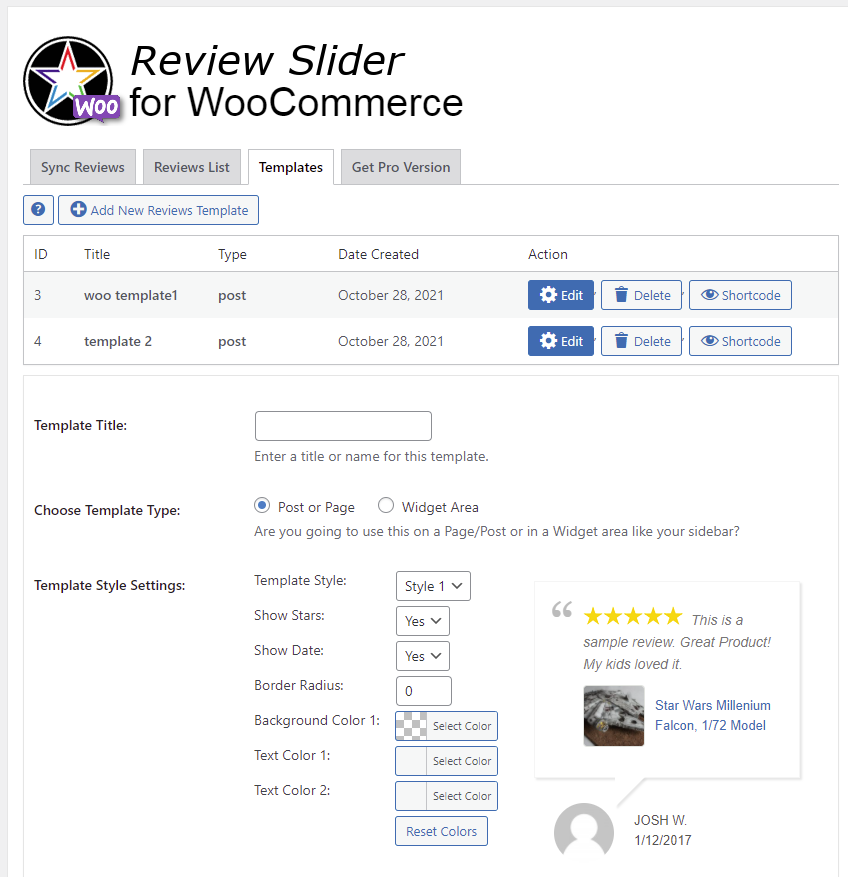 Review Slider
WOO for WooCommerce
Sync Reviews Reviews List Templates Get Pro Version
? Add New Reviews Template
ID Title Type Date Created Action
3 woo template1 post October 28, 2021 Edit Delete Shortcode
4 template 2 post October 28, 2021 Edit Delete Shortcode
Template Title:
Enter a title or name for this template.
Choose Template Type: Post or Page Widget Area
Are you going to use this on a Page/Post or in a Widget area like your sidebar?
Template Style Settings:
Template Style: Style 1
Show Stars: Yes
Show Date: Yes
Border Radius: 0
Background Color 1: Select Color
Text Color 1: Select Color
Text Color 2: Select Color
Reset Colors
“ This is a
sample review. Great Product!
My kids loved it.
Star Wars Millenium
Falcon, 1/72 Model
JOSH W.
1/12/2017